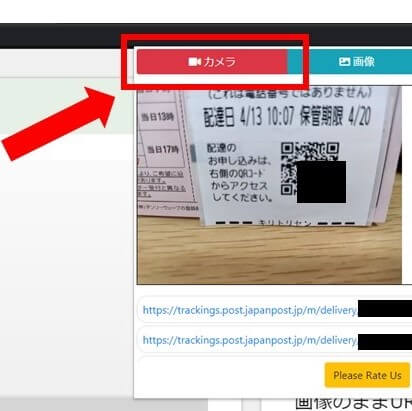 カメラ
画像
(これは電話番号ではありません)
配達日 4/13 10:07 保管期限 4/20
当日13時
当日17時
配達の
お申し込みは、
右側のQRコード
からアクセス
してください。
キリトリセン
https://trackings.post.japanpost.jp/m/delivery
https://trackings.post.japanpost.jp/m/delivery
Please Rate Us
画像のままUR